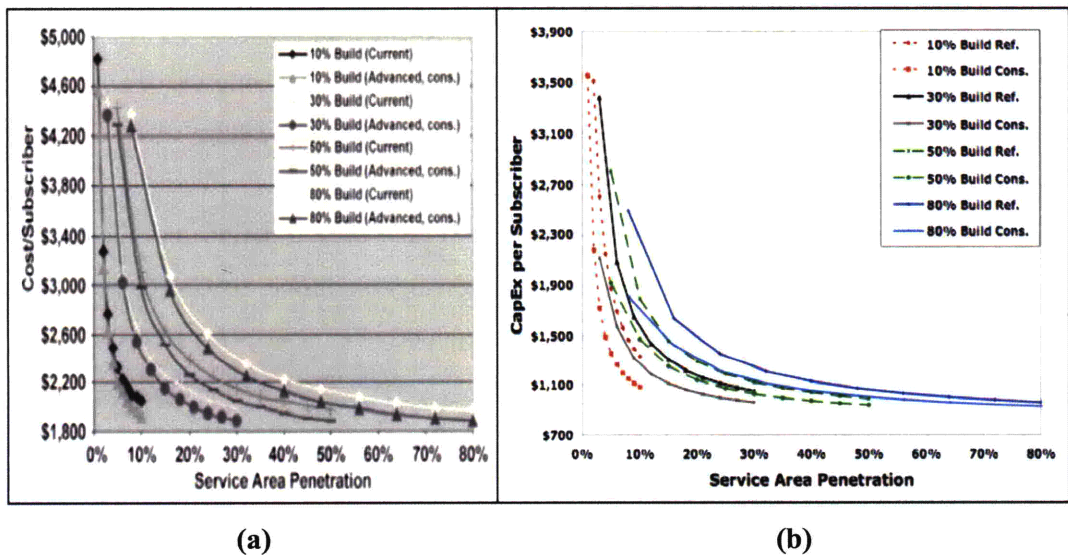 $5,000
$4,600
$4,200
$3,800
$3,400
$3,000
$2,600
$2,200
$1,800
Cost/Subscriber
0% 10% 20% 30% 40% 50% 60% 70% 80%
Service Area Penetration
10% Build (Current)
10% Build (Advanced, cons.)
30% Build (Current)
30% Build (Advanced, cons.)
50% Build (Current)
50% Build (Advanced, cons.)
80% Build (Current)
80% Build (Advanced, cons.)
(a)
$3,900
$3,500
$3,100
$2,700
$2,300
$1,900
$1,500
$1,100
$700
CapEx per Subscriber
0% 10% 20% 30% 40% 50% 60% 70% 80%
Service Area Penetration
10% Build Ref.
10% Build Cons.
30% Build Ref.
30% Build Cons.
50% Build Ref.
50% Build Cons.
80% Build Ref.
80% Build Cons.
(b)